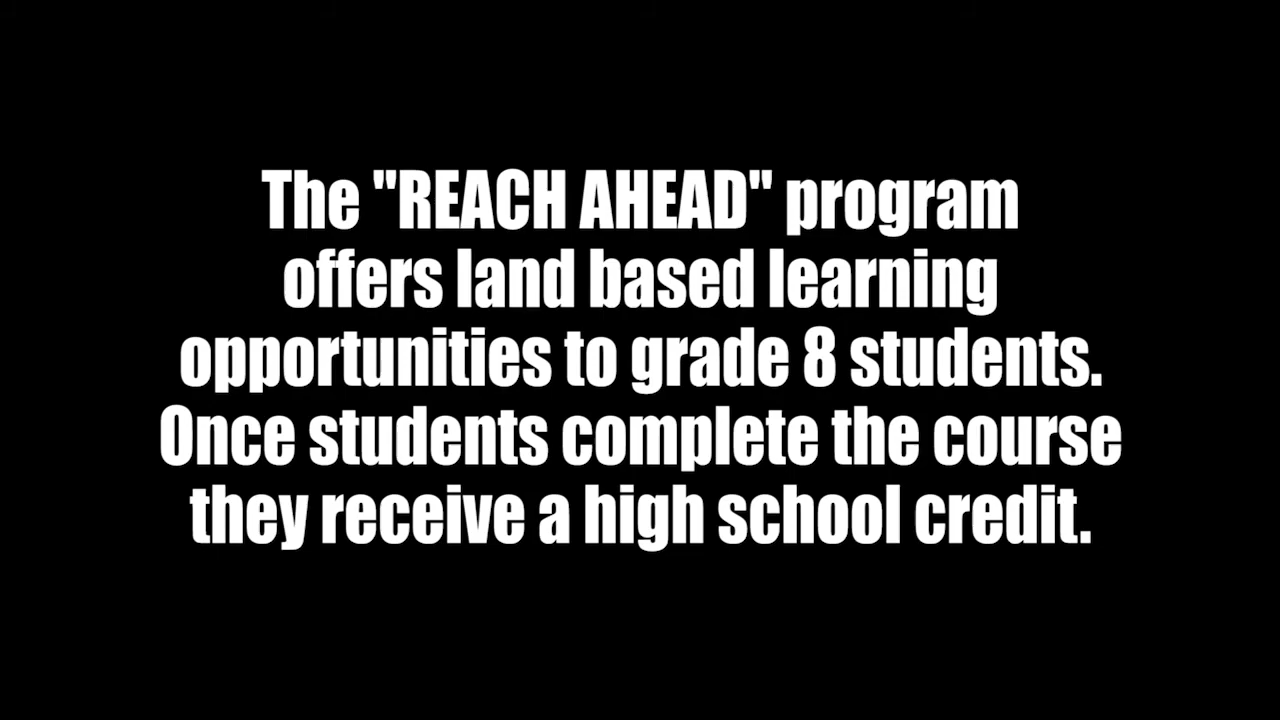 The "REACH AHEAD" program
offers land based learning
opportunities to grade 8 students.
Once students complete the course
they receive a high school credit.